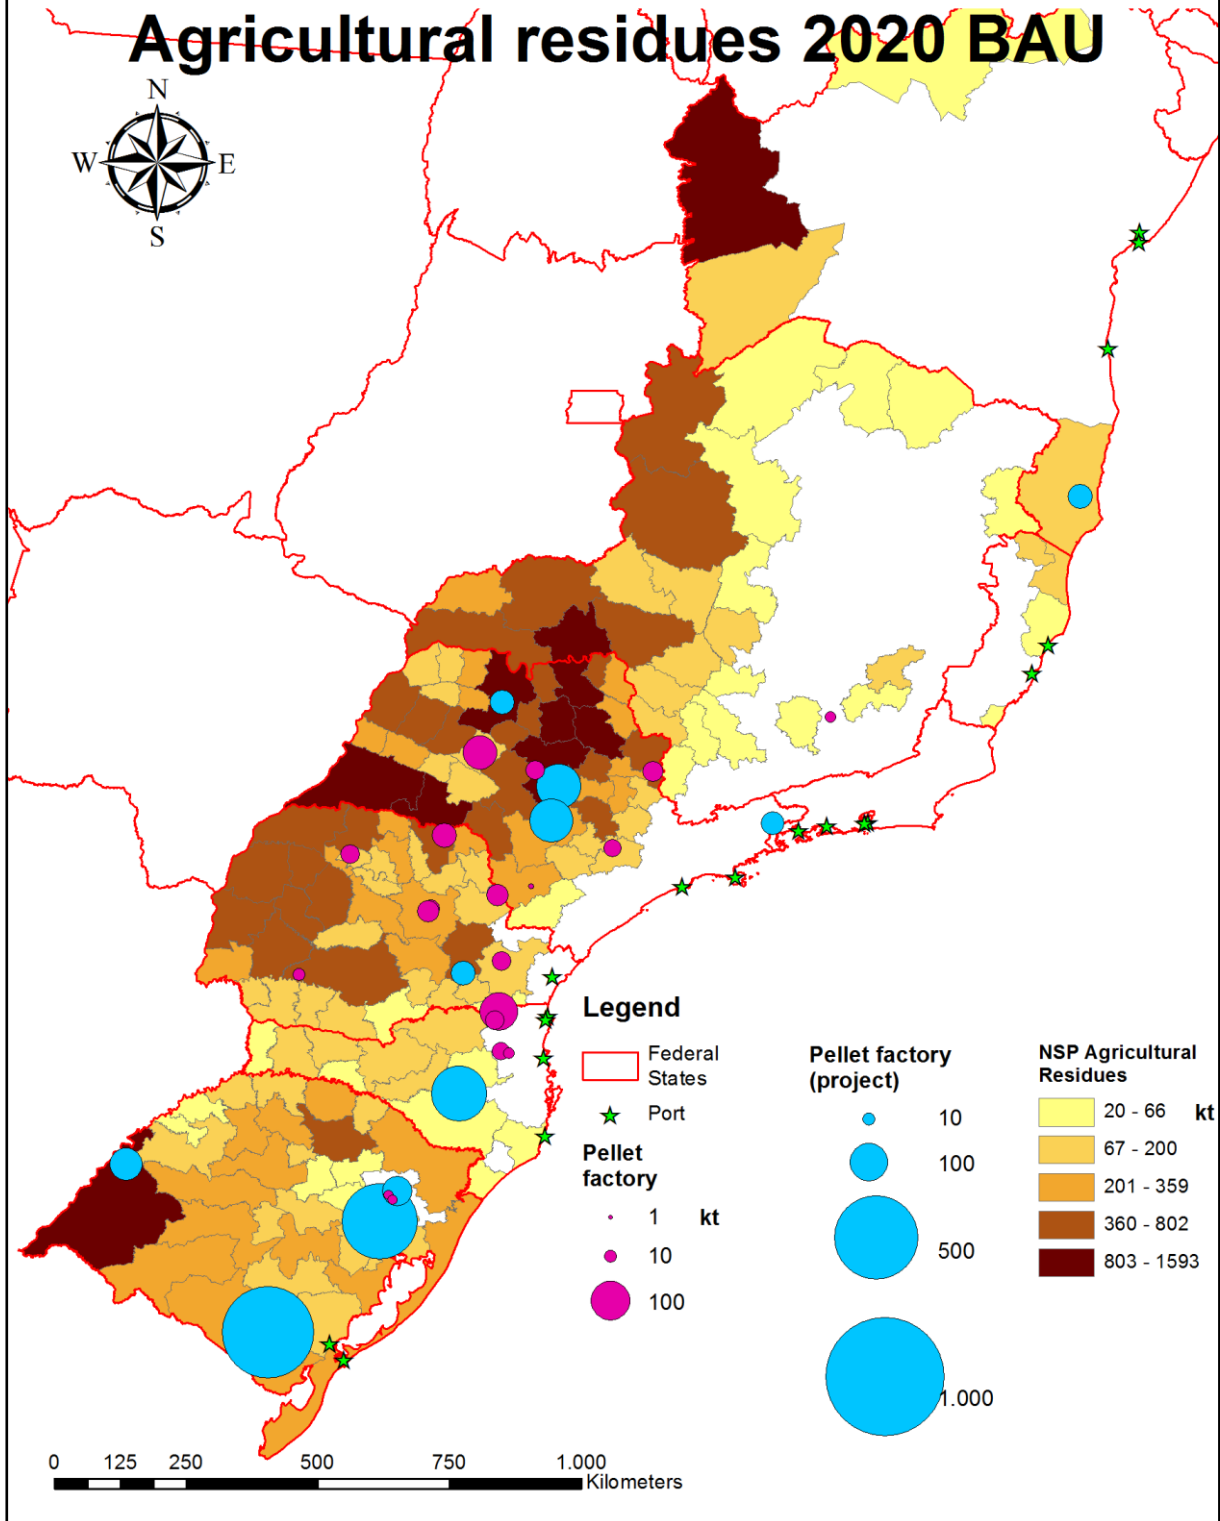 Agricultural residues 2020 BAU
N
W E
S
Legend
Federal
States
Port
Pellet
factory
1 kt
10
100
Pellet factory
(project)
10
100
500
1.000
NSP Agricultural
Residues
20 - 66 kt
67 - 200
201 - 359
360 - 802
803 - 1593
0 125 250 500 750 1.000
Kilometers